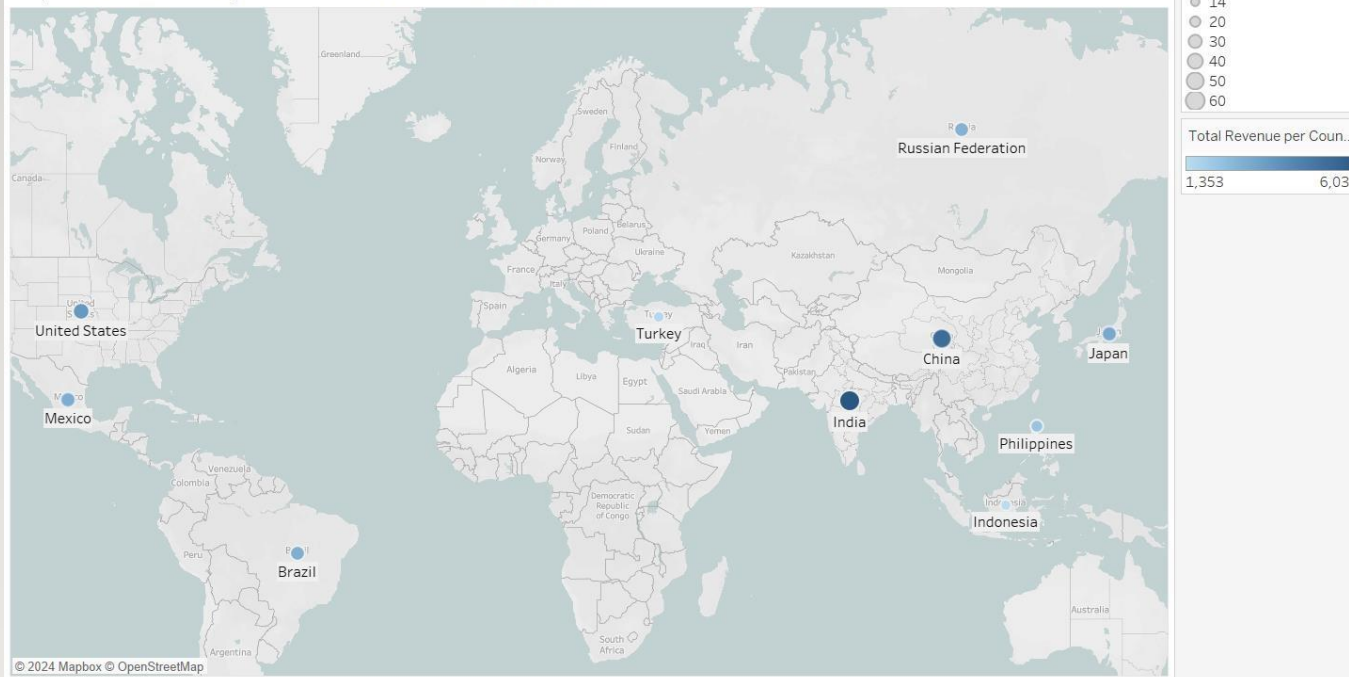 Greenland
Sweden
Russian Federation
Finland
Norway
Canada
Belarus
Poland
Germany
Ukraine
Kazakhstan
France
Mongolia
Italy
Spain
United States
Turkey
Japan
China
Iraq
Iran
Algeria
Libya
Egypt
Pakistan
Saudi Arabia
Mexico
India
Sudan
Yemen
Philippines
Venezuela
Colombia
Democratic
Republic
of Congo
Indonesia
Peru
Brazil
Australia
South
Africa
Argentina
© 2024 Mapbox © OpenStreetMap
14
20
30
40
50
60
Total Revenue per Coun...
1,353 6,03